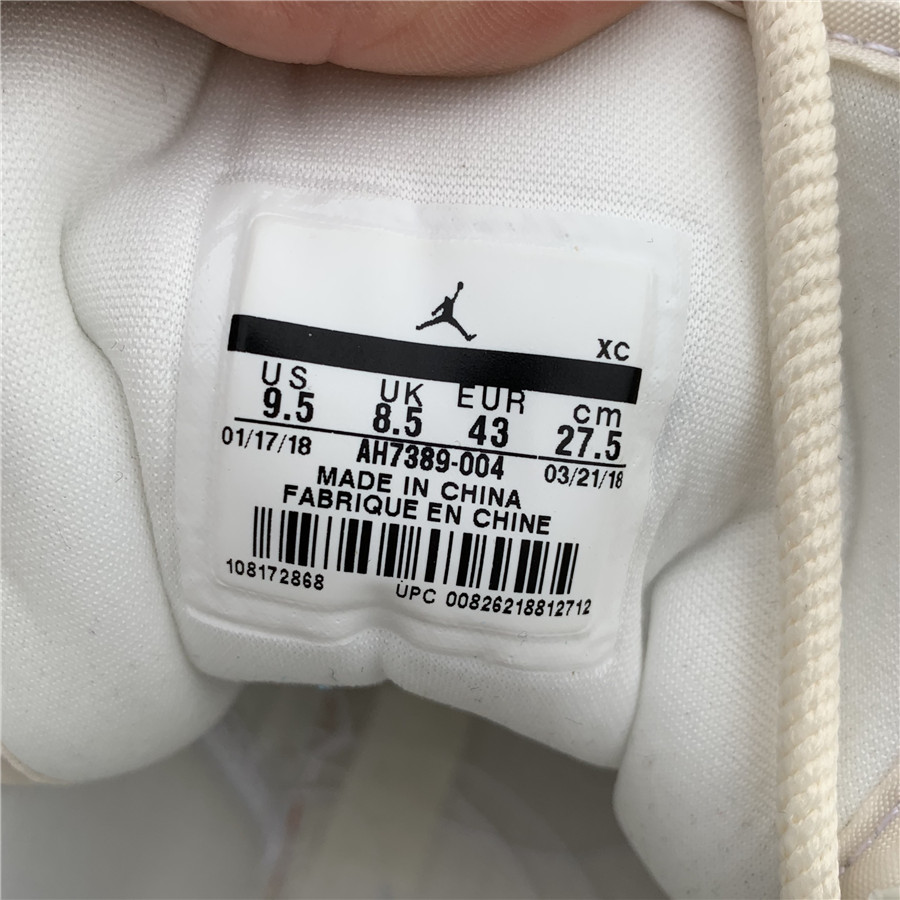 XC
US UK EUR cm
9.5 8.5 43 27.5
01/17/18 AH7389-004 03/21/18
MADE IN CHINA
FABRIQUE EN CHINE
108172868 UPC 00826218812712